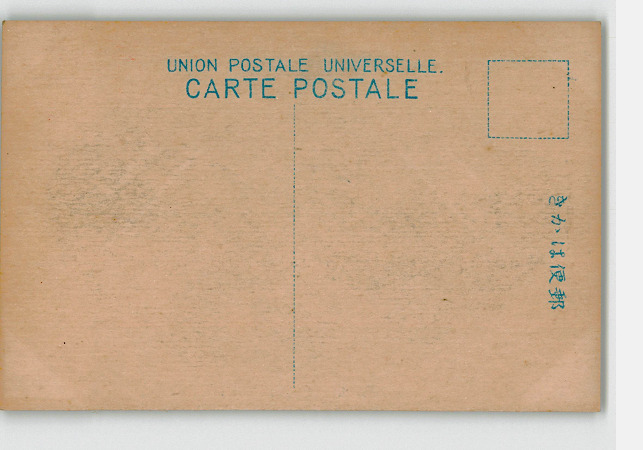 UNION POSTALE UNIVERSELLE.
CARTE POSTALE
郵便はかき